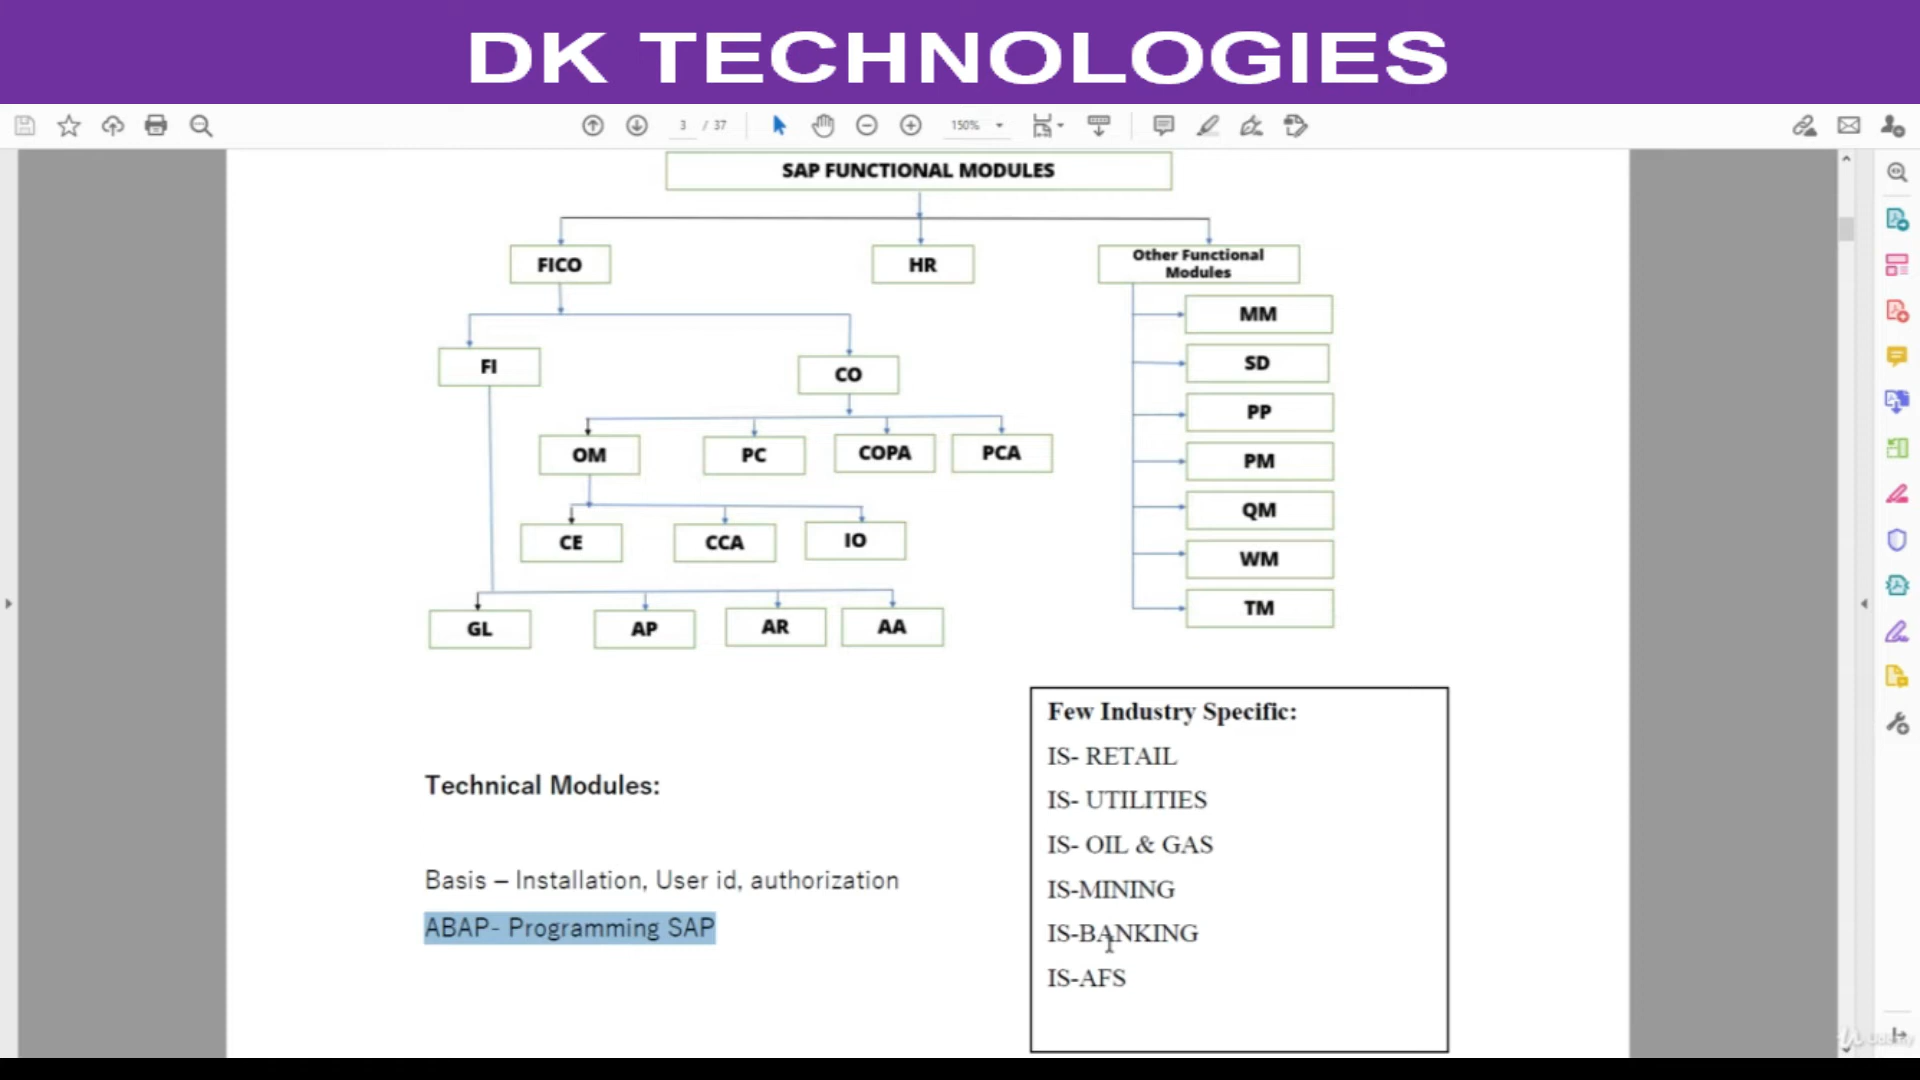 DK TECHNOLOGIES
3 / 37
150%
SAP FUNCTIONAL MODULES
FICO
HR
Other Functional
Modules
MM
FI
CO
SD
PP
OM
PC
COPA
PCA
PM
QM
CE
CCA
IO
WM
GL
AP
AR
AA
TM
Few Industry Specific:
IS- RETAIL
Technical Modules:
IS- UTILITIES
IS- OIL & GAS
Basis – Installation, User id, authorization
IS-MINING
ABAP- Programming SAP
IS-BANKING
IS-AFS
Udemy